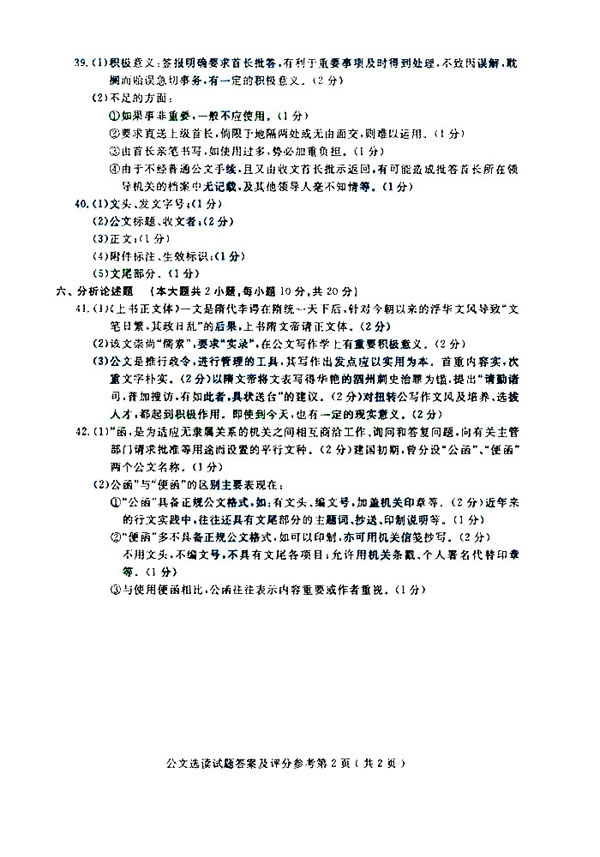 39.(1)积极意义:签报明确要求首长批答,有利于重要事项及时得到处理,不致因误解,耽
搁而贻误急切事务,有一定的积极意义。(2分)
(2)不足的方面:
①如果事非重要,一般不应使用。(1分)
②要求直送上级首长,倘限于地隔两处或无由面交,则难以运用。(1分)
③由首长亲笔书写,如使用过多,势必加重负担。(1分)
④由于不经普通公文手续,且又由收文首长批示返回,有可能造成批答首长所在领
导机关的档案中无记载,及其他领导人毫不知情等。(1分)
40.(1)文头、发文字号;(1分)
(2)公文标题、收文者;(2分)
(3)正文;(1分)
(4)附件标注、生效标识;(1分)
(5)文尾部分。(1分)
六、分析论述题 (本大题共2小题,每小题10分,共20分)
41.(1)《上书正文体》一文是隋代李谔在隋统一天下后,针对今朝以来的浮华文风导致“文
笔日繁,其政日乱”的后果,上书隋文帝请正文体。(2分)
(2)该文崇尚“儒素”,要求“实录”,在公文写作学上有重要积极意义。(2分)
(3)公文是推行政令,进行管理的工具,其写作出发点应以实用为本。首重内容实,次
重文字朴实。(2分)以隋文帝将文表写得华艳的泗州刺史治罪为鉴,提出“请勤诸
司,普加搜访,有如此者,具状送台”的建议。(2分)对扭转公写作文风及培养、选拔
人才,都起到积极作用。即使到今天,也有一定的现实意义。(2分)
42.(1)“函,是为适应无隶属关系的机关之间相互商洽工作、询问和答复问题,向有关主管
部门请求批准等用途而设置的平行文种。(2分)建国初期,曾分设“公函”、“便函”
两个公文名称。(1分)
(2)公函”与“便函”的区别主要表现在:
①“公函”具备正规公文格式,如:有文头、编文号,加盖机关印章等。(2分)近年来
的行文实践中,往往还具有文尾部分的主题词、抄送、印制说明等。(1分)
②“便函”多不具备正规公文格式,如可以印制,亦可用机关信笺抄写。(2分)
不用文头,不编文号,不具有文尾各项目;允许用机关条戳、个人署名代替印章
等。(1分)
③与使用便函相比,公函往往表示内容重要或作者重视。(1分)
公文选读试题答案及评分参考第2页(共2页)